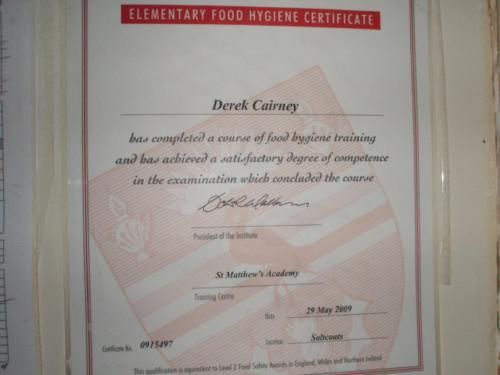 ELEMENTARY FOOD HYGIENE CERTIFICATE
Derek Cairney
has completed a course of food hygiene training
and has achieved a satisfactory degree of competence
in the examination which concluded the course
President of the Institute
St Matthew's Academy
Training Centre
Date 29 May 2009
Certificate No. 0915497 Location Saltcoats
This qualification is equivalent to Level 2 Food Safety Awards in England, Wales and Northern Ireland